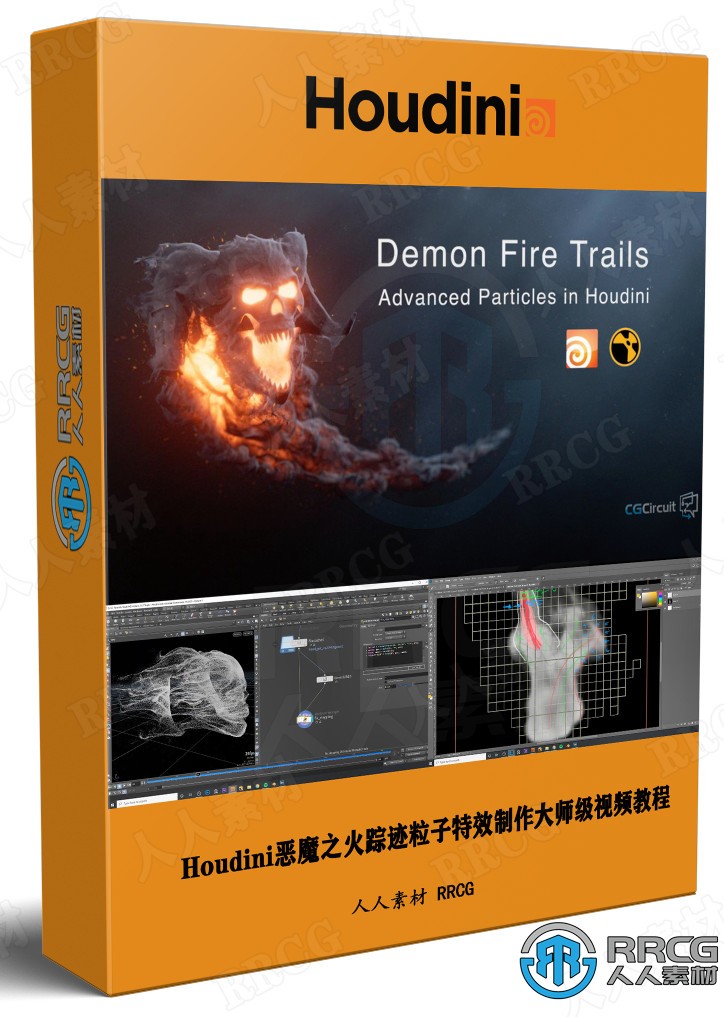 Houdini
Demon Fire Trails
Advanced Particles in Houdini
CGCircuit
RRCG
人人素材
Houdini恶魔之火踪迹粒子特效制作大师级视频教程
人人素材 RRCG
RRCG
人人素材